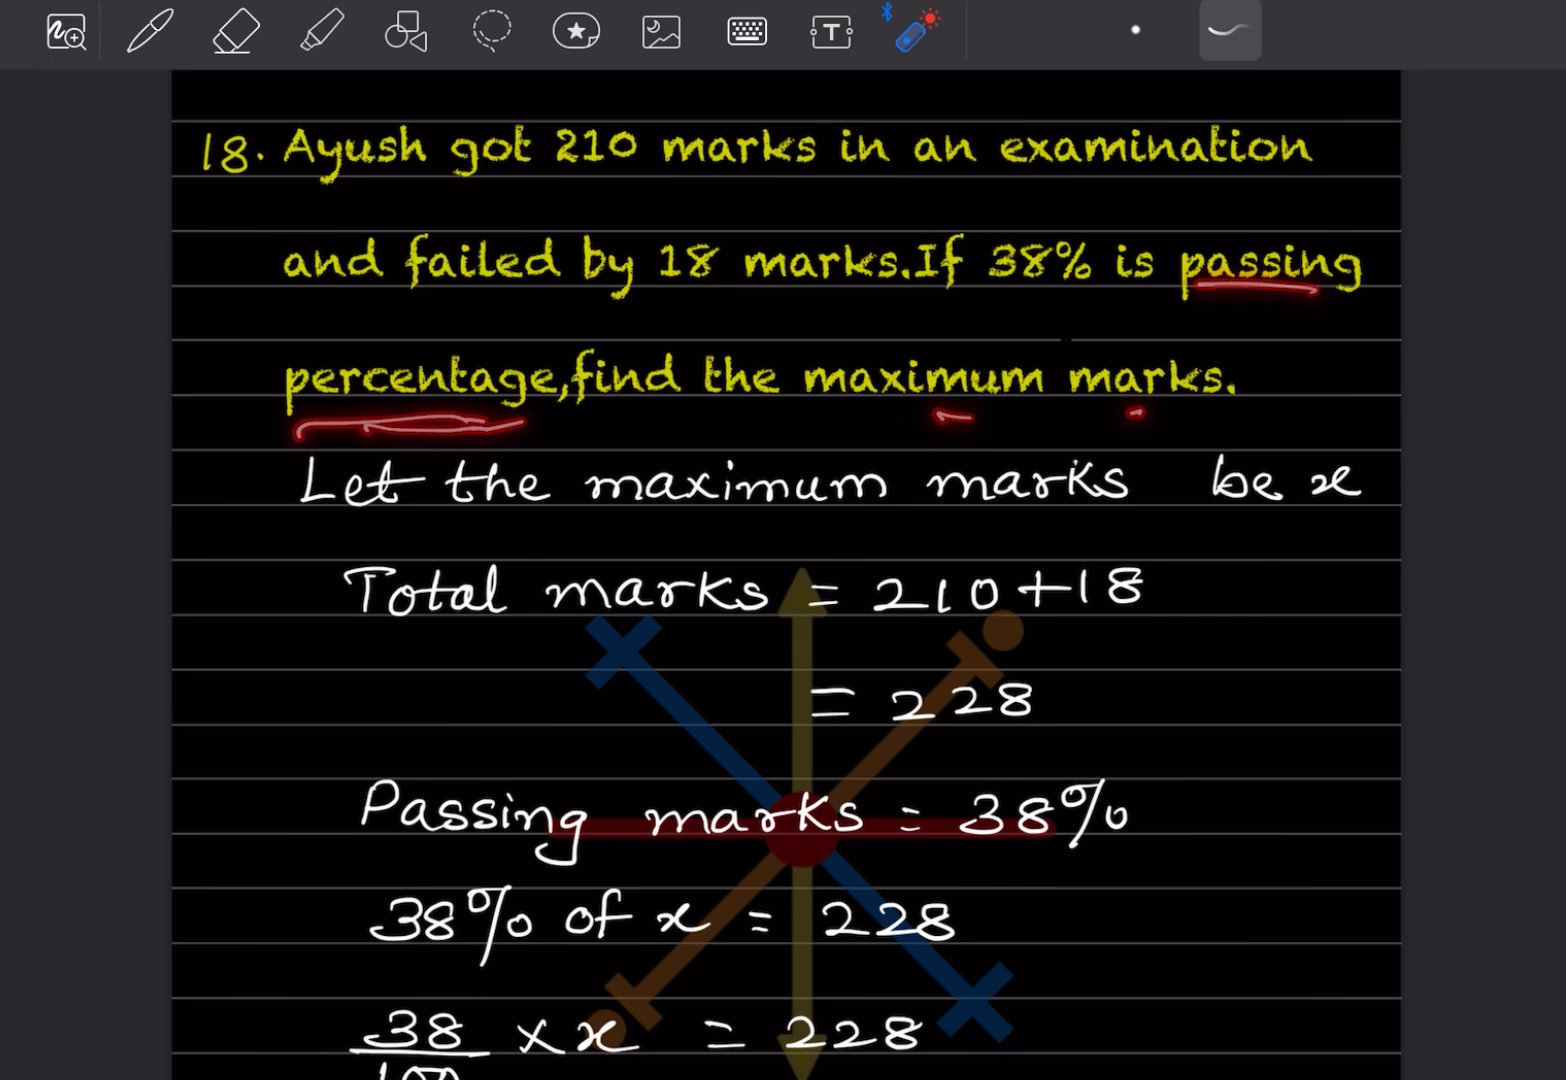 18. Ayush got 210 marks in an examination
and failed by 18 marks.If 38% is passing
percentage,find the maximum marks.
Let the maximum marks be x
Total marks = 210+18
= 228
Passing marks = 38%
38% of x = 228
38/100 × x = 228